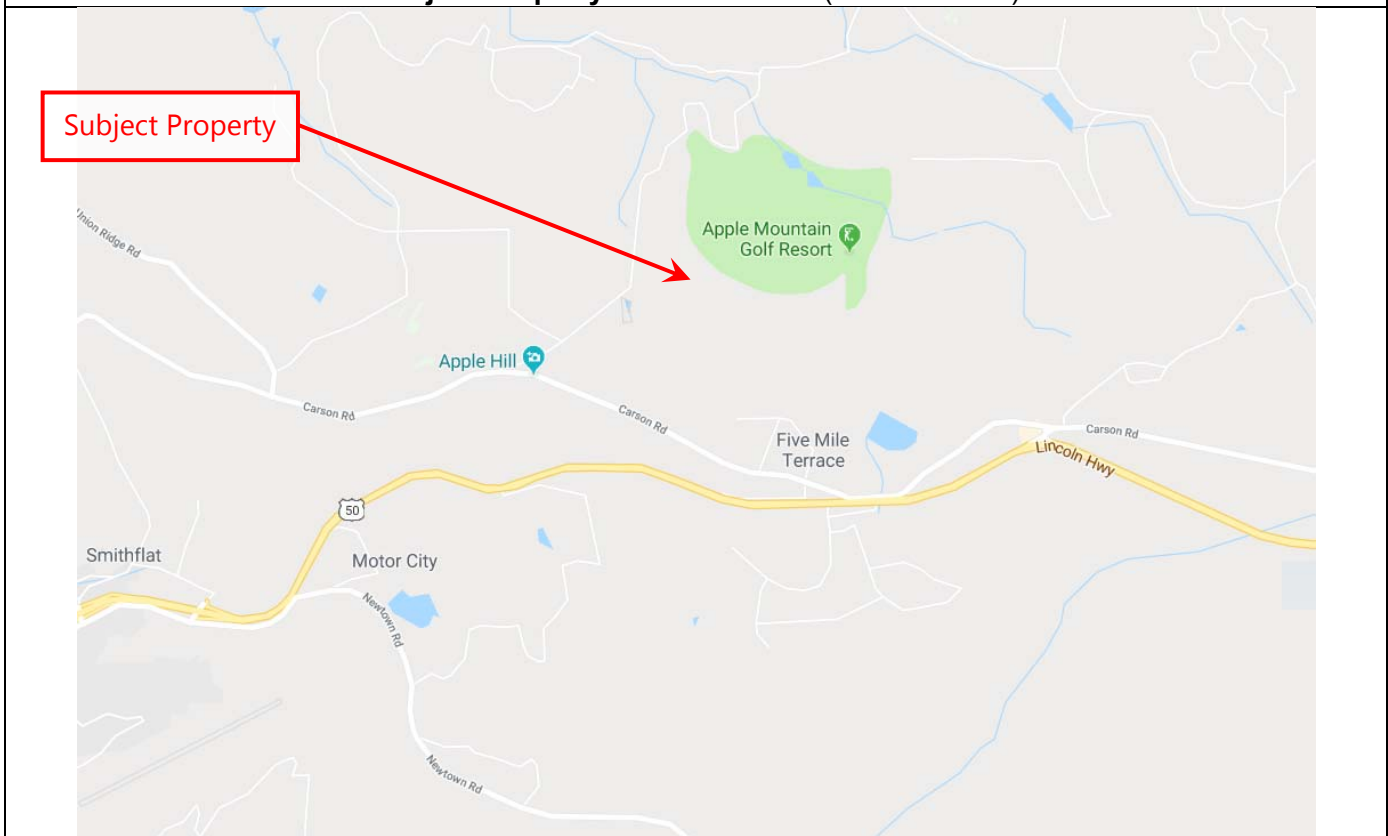 Subject Property
Union Ridge Rd
Apple Mountain
Golf Resort
Apple Hill
Carson Rd
Carson Rd
Five Mile
Terrace
Carson Rd
Lincoln Hwy
50
Smithflat
Motor City
Newtown Rd
Newtown Rd